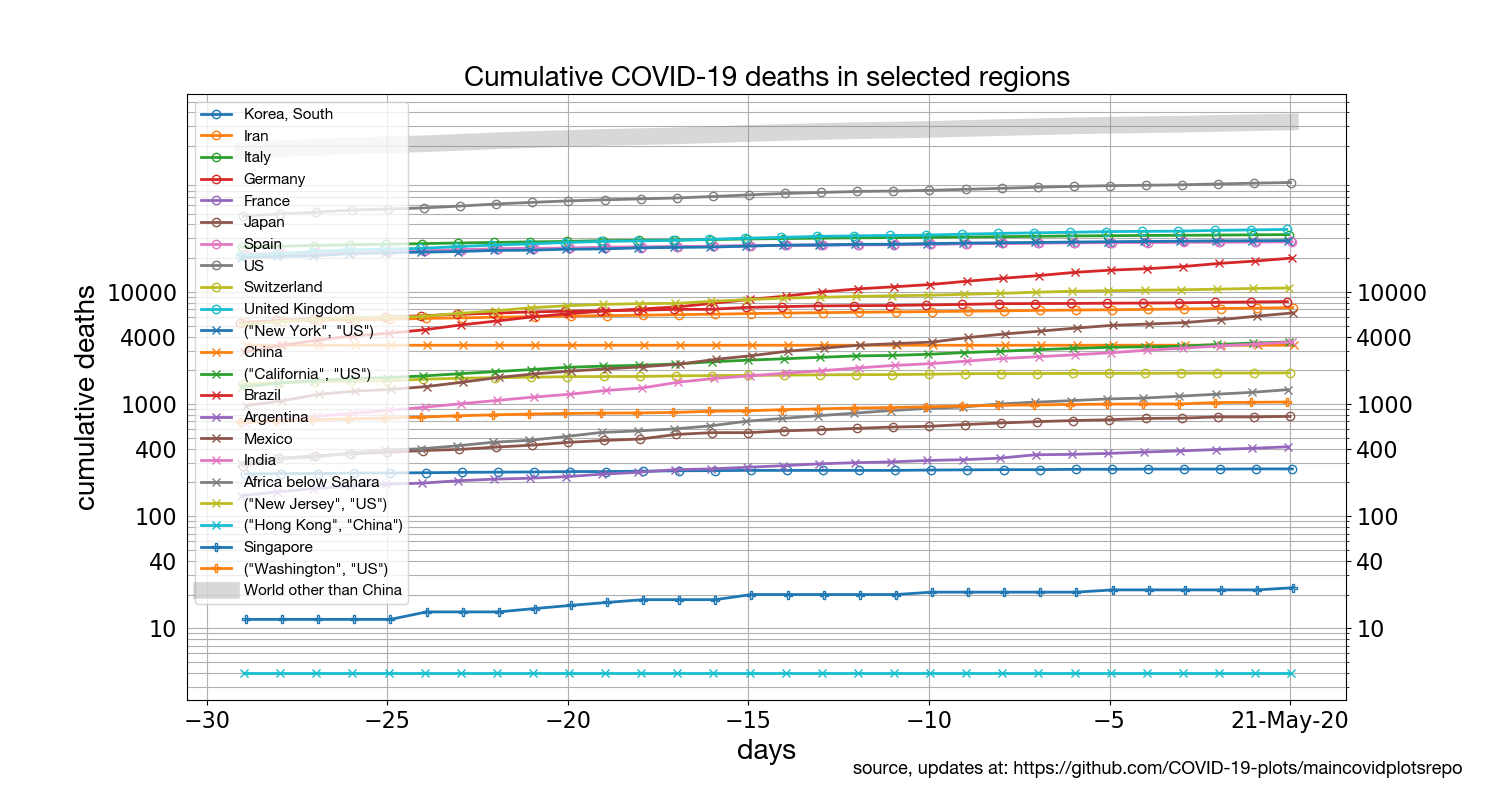 Cumulative COVID-19 deaths in selected regions
Korea, South
Iran
Italy
Germany
France
Japan
Spain
US
Switzerland
United Kingdom
("New York", "US")
China
("California", "US")
Brazil
Argentina
Mexico
India
Africa below Sahara
("New Jersey", "US")
("Hong Kong", "China")
Singapore
("Washington", "US")
World other than China
cumulative deaths
10000 10000
4000 4000
1000 1000
400 400
100 100
40 40
10 10
−30 −25 −20 −15 −10 −5 21-May-20
days
source, updates at: https://github.com/COVID-19-plots/maincovidplotsrepo